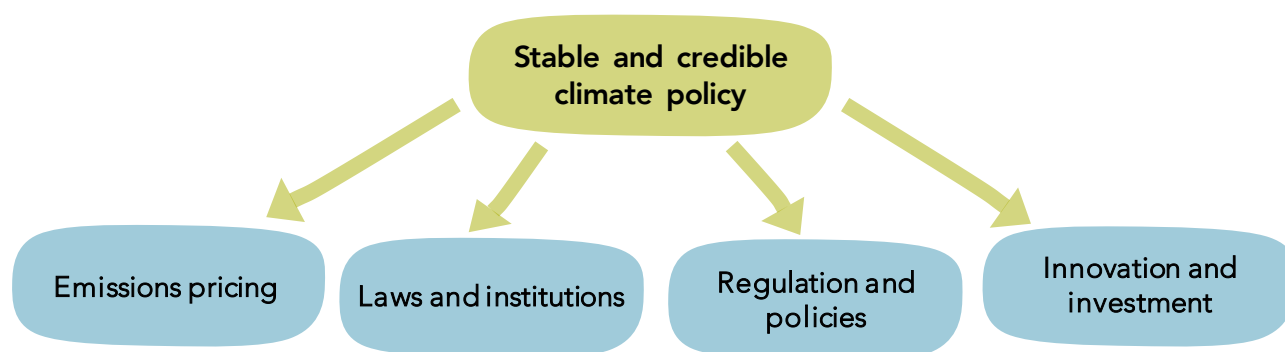 Stable and credible
climate policy
Emissions pricing
Laws and institutions
Regulation and
policies
Innovation and
investment